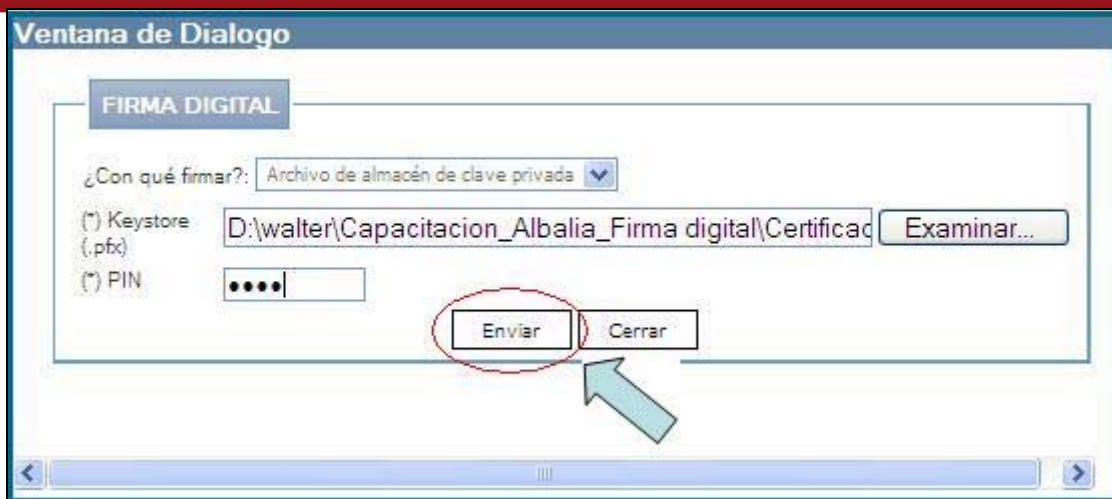 Ventana de Dialogo
FIRMA DIGITAL
¿Con qué firmar?: Archivo de almacén de clave privada
(*) Keystore (.pfx) D:\walter\Capacitacion_Albalia_Firma digital\Certificac Examinar...
(*) PIN ••••
Enviar Cerrar